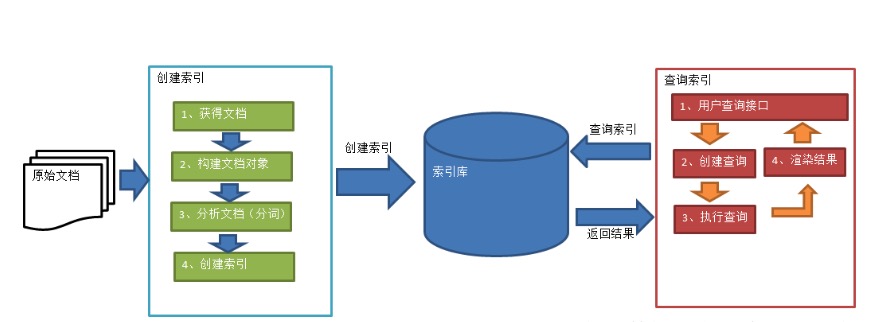 原始文档
创建索引
1、获得文档
2、构建文档对象
3、分析文档（分词）
4、创建索引
创建索引
索引库
查询索引
返回结果
查询索引
1、用户查询接口
2、创建查询
3、执行查询
4、渲染结果